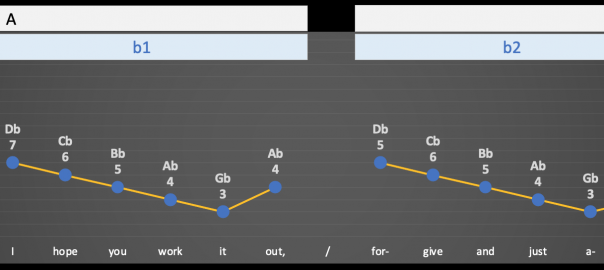 A
b1 b2
Db Db
7 5
Cb Cb
6 6
Bb Bb
5 5
Ab Ab Ab
4 4 4
Gb Gb
3 3
I hope you work it out, / for- give and just a-